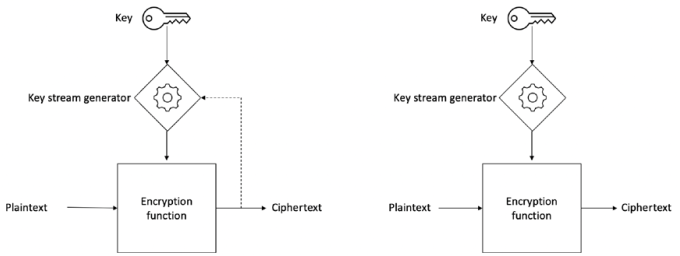 Key
Key stream generator
Plaintext
Encryption
function
Ciphertext
Key
Key stream generator
Plaintext
Encryption
function
Ciphertext